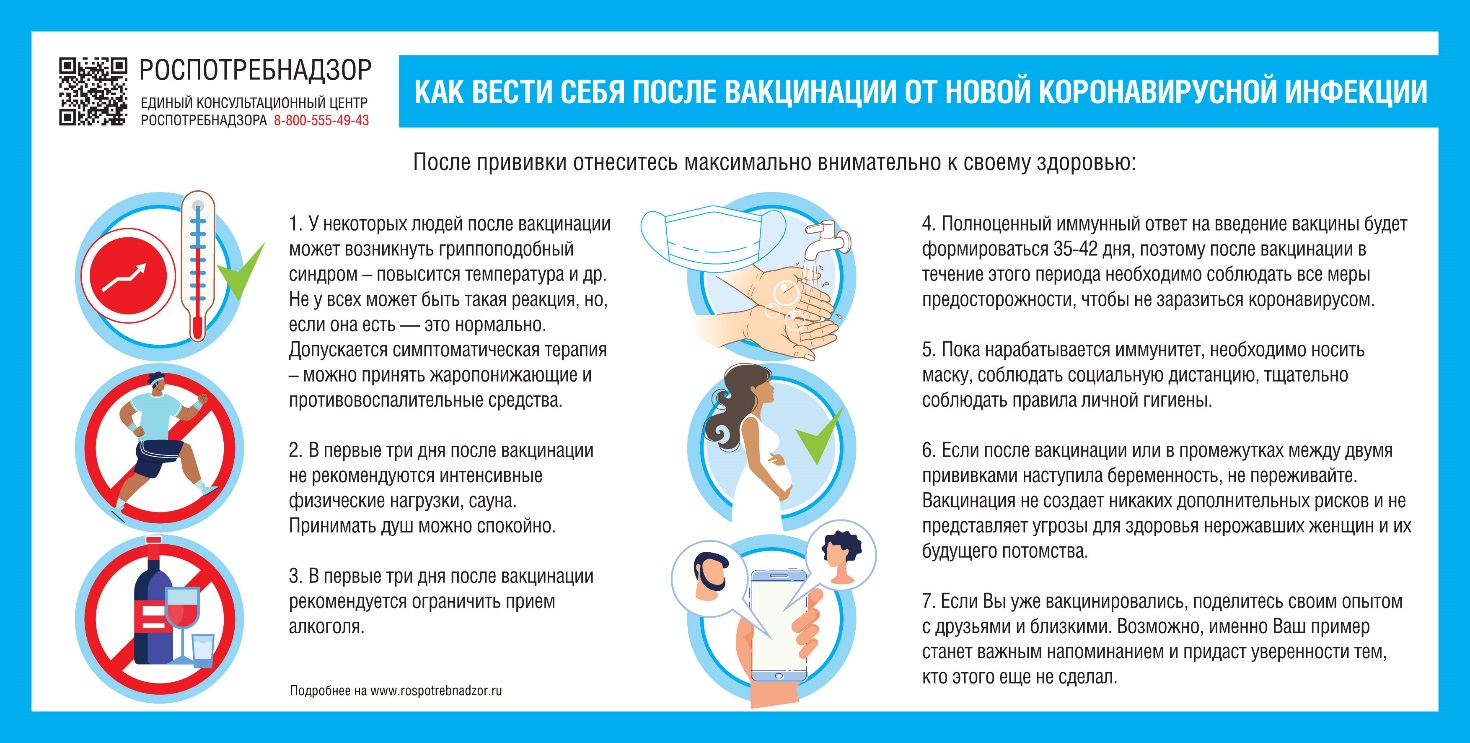 РОСПОТРЕБНАДЗОР
ЕДИНЫЙ КОНСУЛЬТАЦИОННЫЙ ЦЕНТР
РОСПОТРЕБНАДЗОРА 8-800-555-49-43
КАК ВЕСТИ СЕБЯ ПОСЛЕ ВАКЦИНАЦИИ ОТ НОВОЙ КОРОНАВИРУСНОЙ ИНФЕКЦИИ
После прививки отнеситесь максимально внимательно к своему здоровью:
1. У некоторых людей после вакцинации
может возникнуть гриппоподобный
синдром – повысится температура и др.
Не у всех может быть такая реакция, но,
если она есть — это нормально.
Допускается симптоматическая терапия
– можно принять жаропонижающие и
противовоспалительные средства.
2. В первые три дня после вакцинации
не рекомендуются интенсивные
физические нагрузки, сауна.
Принимать душ можно спокойно.
3. В первые три дня после вакцинации
рекомендуется ограничить прием
алкоголя.
Подробнее на www.rospotrebnadzor.ru
4. Полноценный иммунный ответ на введение вакцины будет
формироваться 35-42 дня, поэтому после вакцинации в
течение этого периода необходимо соблюдать все меры
предосторожности, чтобы не заразиться коронавирусом.
5. Пока нарабатывается иммунитет, необходимо носить
маску, соблюдать социальную дистанцию, тщательно
соблюдать правила личной гигиены.
6. Если после вакцинации или в промежутках между двумя
прививками наступила беременность, не переживайте.
Вакцинация не создает никаких дополнительных рисков и не
представляет угрозы для здоровья нерожавших женщин и их
будущего потомства.
7. Если Вы уже вакцинировались, поделитесь своим опытом
с друзьями и близкими. Возможно, именно Ваш пример
станет важным напоминанием и придаст уверенности тем,
кто этого еще не сделал.